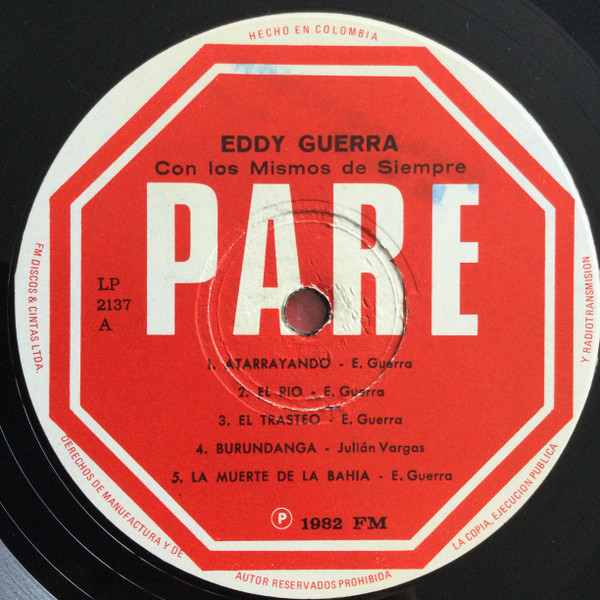 HECHO EN COLOMBIA
EDDY GUERRA
Con los Mismos de Siempre
PARE
LP
2137
A
1. ATARRAYANDO - E. Guerra
2. EL RIO - E. Guerra
3. EL TRASTEO - E. Guerra
4. BURUNDANGA - Julián Vargas
5. LA MUERTE DE LA BAHIA - E. Guerra
P 1982 FM
FM DISCOS & CINTAS LTDA.
DERECHOS DE MANUFACTURA Y DE
AUTOR RESERVADOS PROHIBIDA
LA COPIA, EJECUCION PUBLICA
Y RADIOTRANSMISION